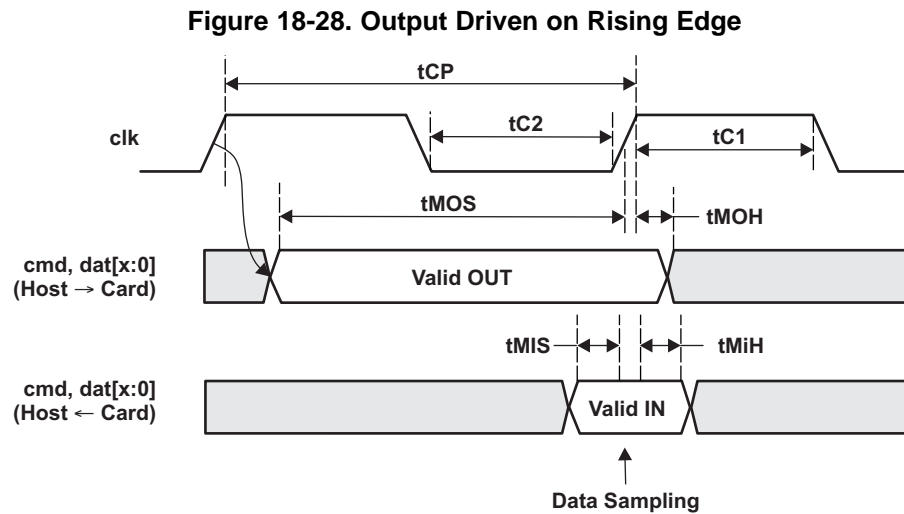 Figure 18-28. Output Driven on Rising Edge
tCP
clk
tC2
tC1
tMOS
tMOH
cmd, dat[x:0]
(Host → Card)
Valid OUT
tMIS
tMiH
cmd, dat[x:0]
(Host ← Card)
Valid IN
Data Sampling